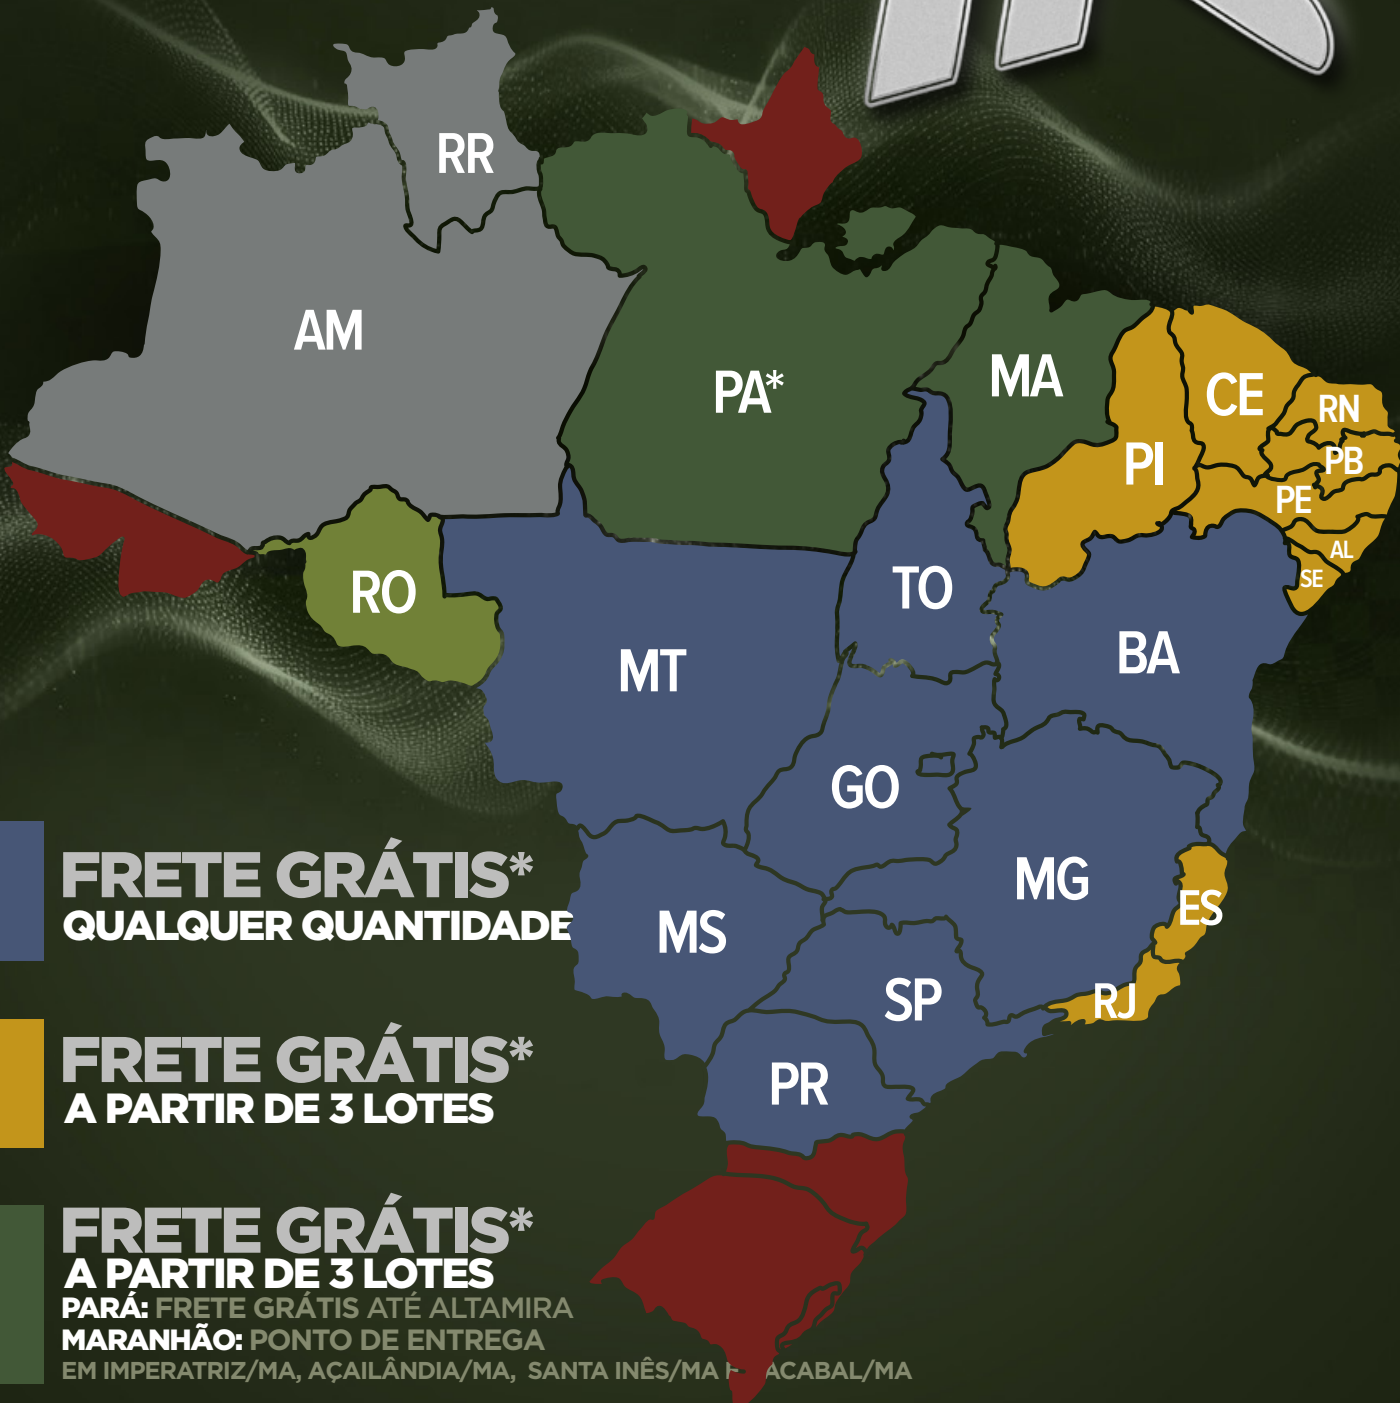 RR
AM
PA*
MA
CE
RN
PI
PB
PE
AL
SE
RO
TO
MT
BA
GO
MG
ES
MS
SP
RJ
PR
FRETE GRÁTIS*
QUALQUER QUANTIDADE
FRETE GRÁTIS*
A PARTIR DE 3 LOTES
FRETE GRÁTIS*
A PARTIR DE 3 LOTES
PARÁ: FRETE GRÁTIS ATÉ ALTAMIRA
MARANHÃO: PONTO DE ENTREGA
EM IMPERATRIZ/MA, AÇAILÂNDIA/MA, SANTA INÊS/MA ACABAL/MA